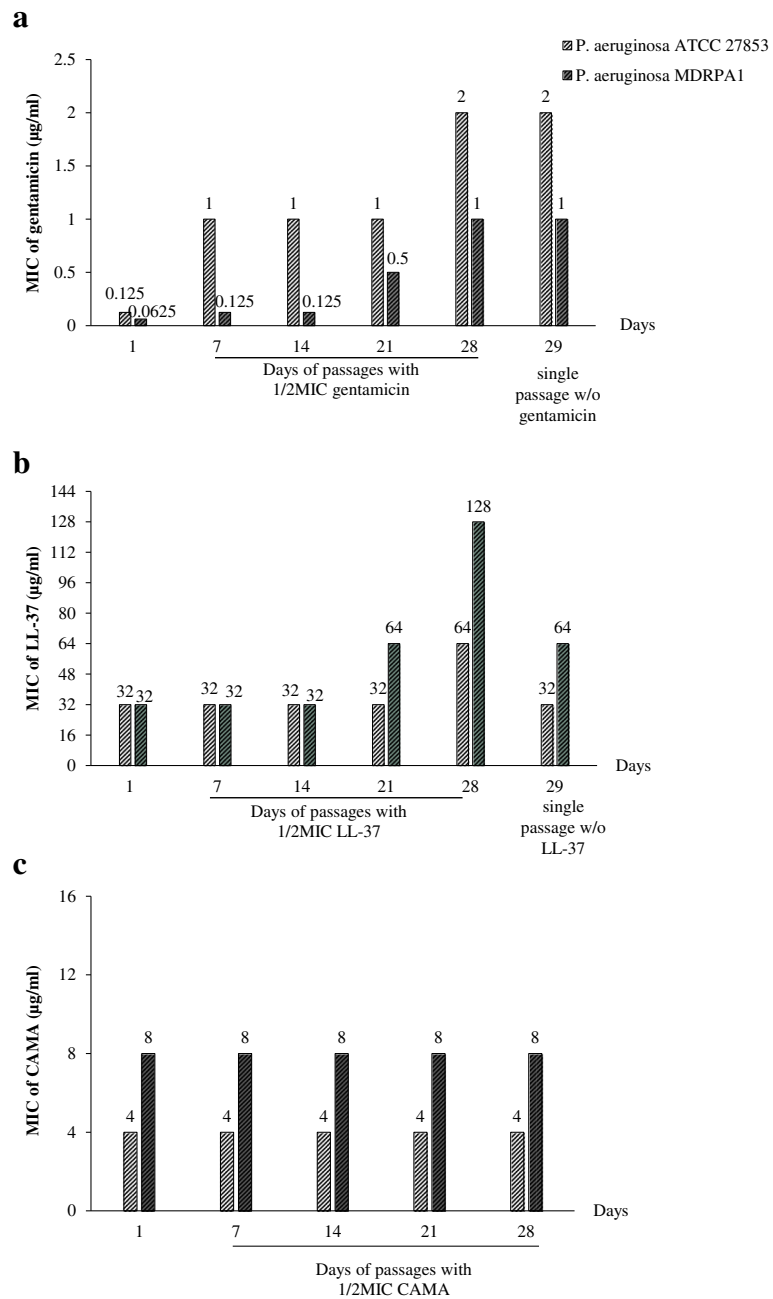 a
P. aeruginosa ATCC 27853
P. aeruginosa MDRPA1
MIC of gentamicin (µg/ml)
2.5
2
1.5
1
0.5
0
0.125
0.0625
1
0.125
1
0.125
1
0.5
2
1
2
1
1 7 14 21 28 29
Days
Days of passages with
1/2MIC gentamicin
single
passage w/o
gentamicin
b
MIC of LL-37 (µg/ml)
144
128
112
96
80
64
48
32
16
0
32 32
32 32
32 32
32 64
64 128
32 64
1 7 14 21 28 29
Days
Days of passages with
1/2MIC LL-37
single
passage w/o
LL-37
c
MIC of CAMA (µg/ml)
16
12
8
4
0
4 8
4 8
4 8
4 8
4 8
1 7 14 21 28
Days
Days of passages with
1/2MIC CAMA